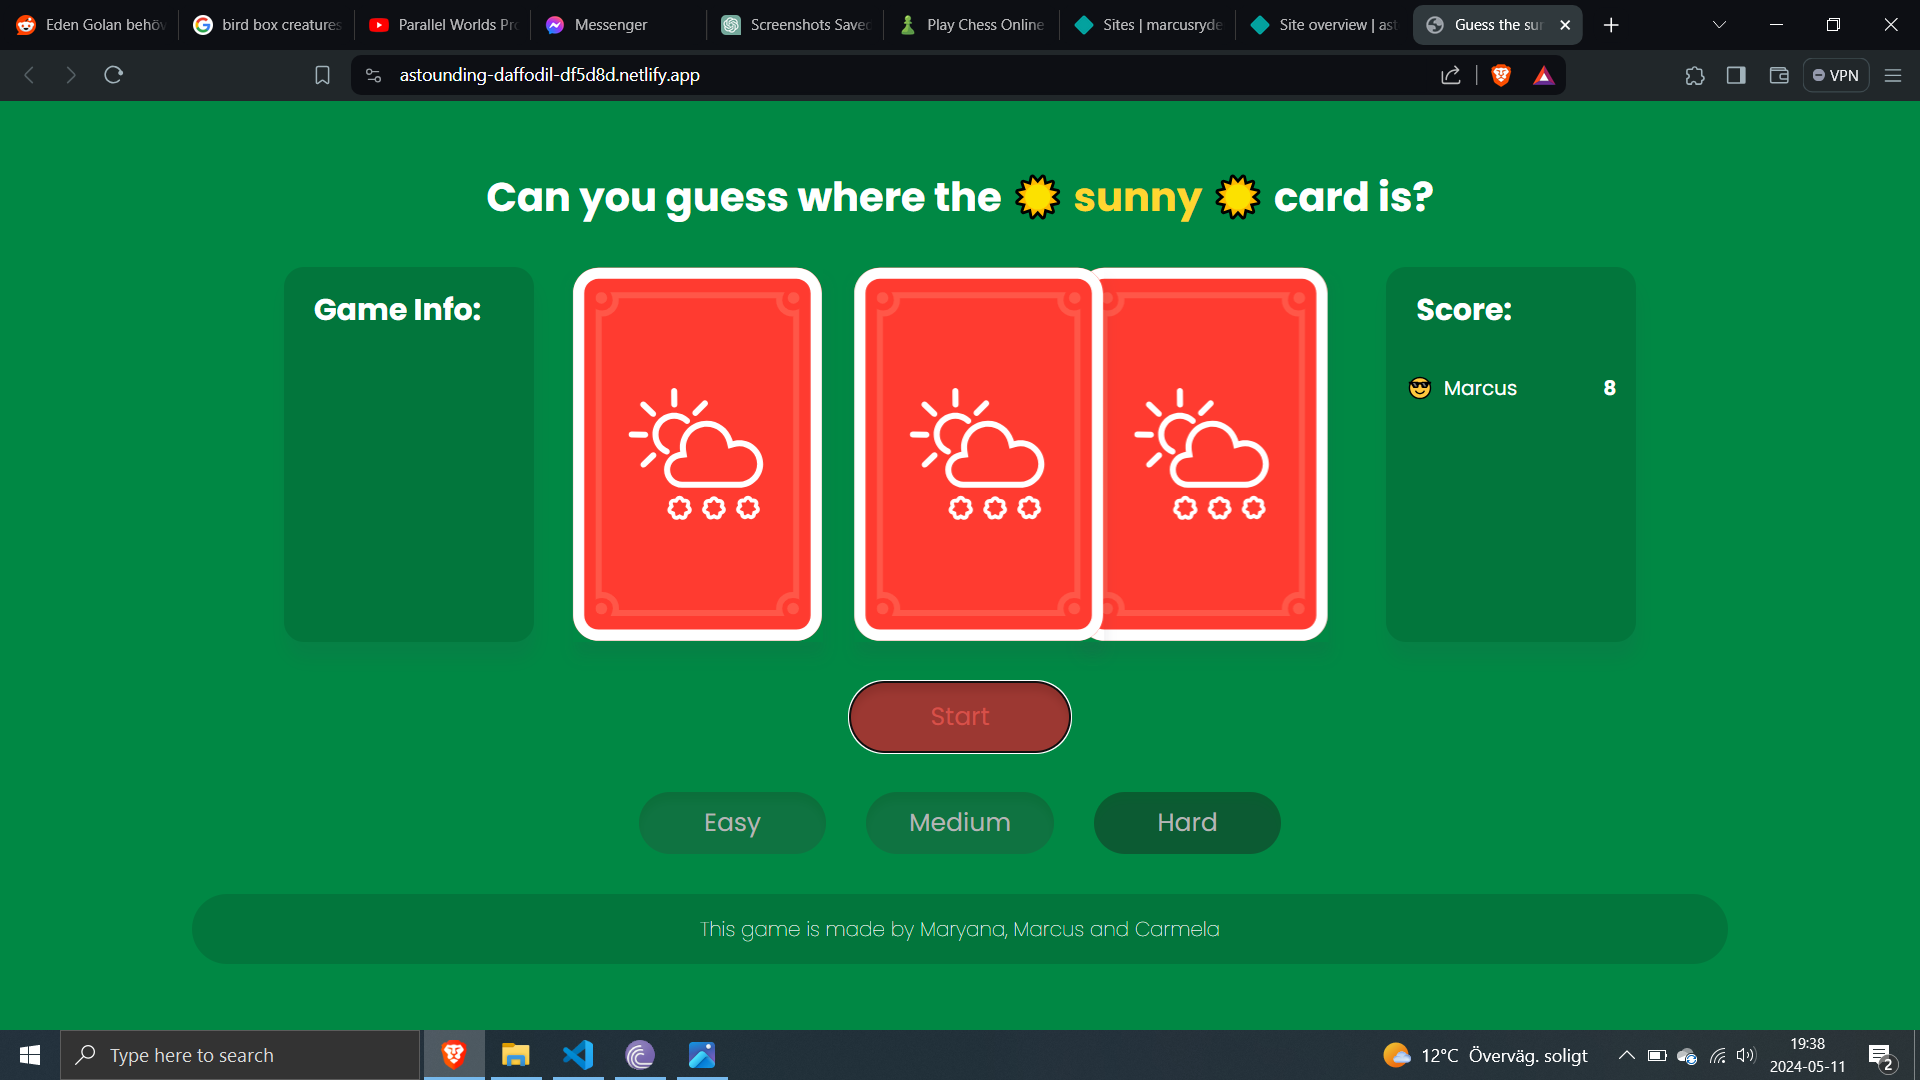 Eden Golan behöv
bird box creatures
Parallel Worlds Pro
Messenger
Screenshots Saved
Play Chess Online
Sites | marcusryde
Site overview | ast
Guess the sun
astounding-daffodil-df5d8d.netlify.app
VPN
Can you guess where the sunny card is?
Game Info:
Score:
Marcus 8
Start
Easy
Medium
Hard
This game is made by Maryana, Marcus and Carmela
Type here to search
12°C Överväg. soligt
19:38
2024-05-11
2